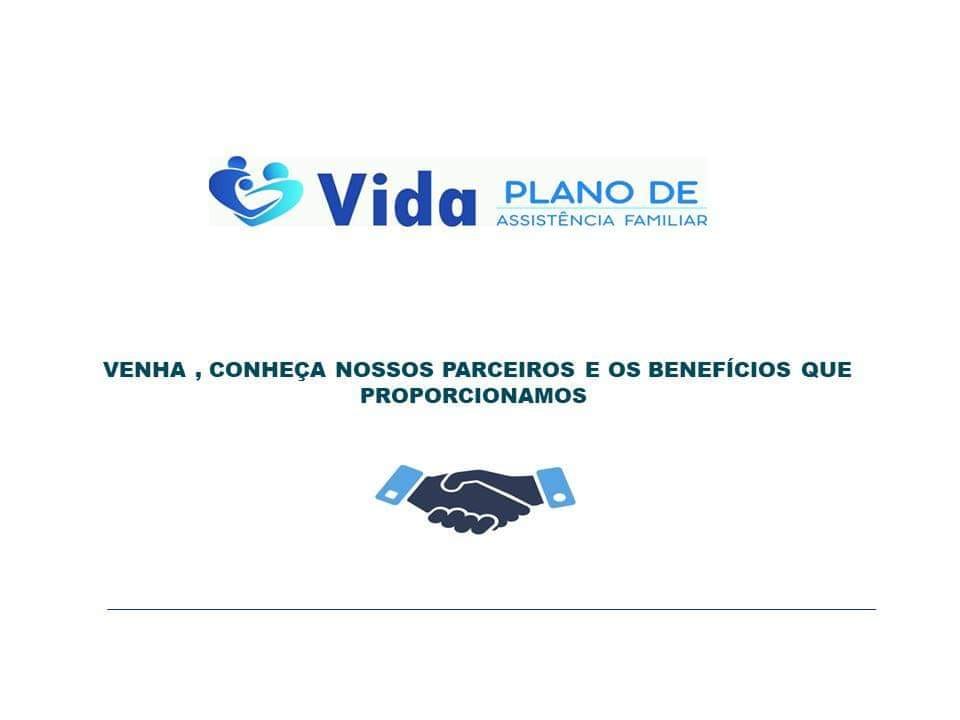 Vida PLANO DE
ASSISTÊNCIA FAMILIAR
VENHA , CONHEÇA NOSSOS PARCEIROS E OS BENEFÍCIOS QUE
PROPORCIONAMOS